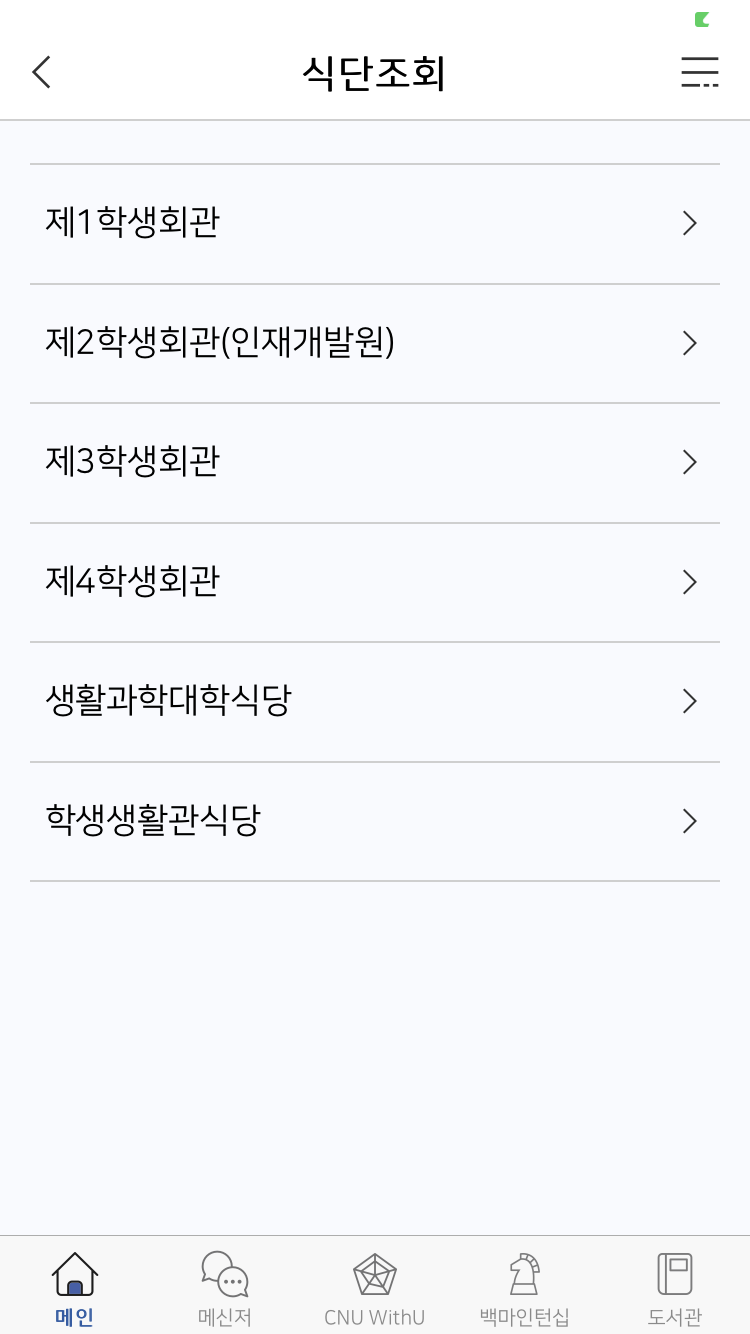 식단조회
제1학생회관
제2학생회관(인재개발원)
제3학생회관
제4학생회관
생활과학대학식당
학생생활관식당
메인
메신저
CNU WithU
백마인턴십
도서관